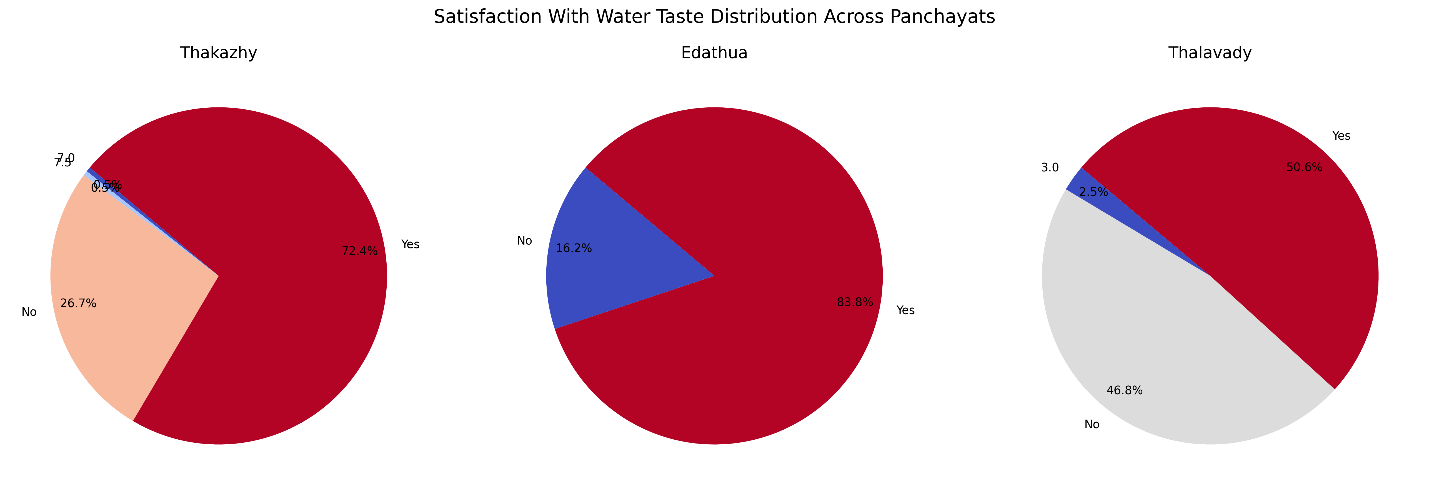 Satisfaction With Water Taste Distribution Across Panchayats
Thakazhy
7.0
7.5
0.5%
0.5%
72.4%
Yes
26.7%
No
Edathua
No
16.2%
83.8%
Yes
Thalavady
Yes
50.6%
3.0
2.5%
46.8%
No